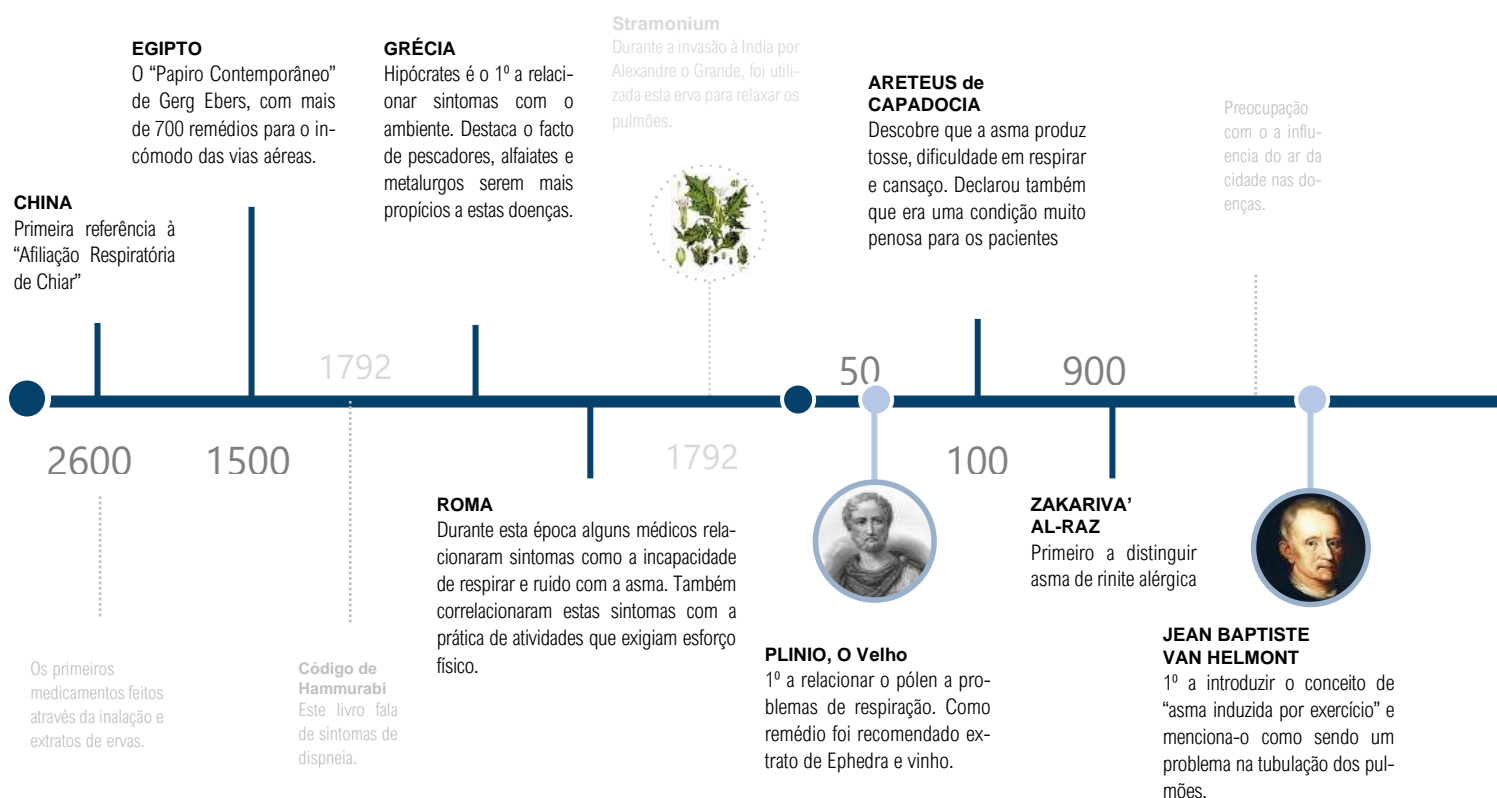 CHINA
Primeira referência à
“Afiliação Respiratória
de Chiar”
EGIPTO
O “Papiro Contemporâneo”
de Gerg Ebers, com mais
de 700 remédios para o in-
cómodo das vias aéreas.
GRÉCIA
Hipócrates é o 1º a relaci-
onar sintomas com o
ambiente. Destaca o facto
de pescadores, alfaiates e
metalurgos serem mais
propícios a estas doenças.
Stramonium
Durante a invasão à India por
Alexandre o Grande, foi utili-
zada esta erva para relaxar os
pulmões.
ARETEUS de
CAPADOCIA
Descobre que a asma produz
tosse, dificuldade em respirar
e cansaço. Declarou também
que era uma condição muito
penosa para os pacientes
Preocupação
com o a influ-
encia do ar da
cidade nas do-
enças.
1792
50
900
2600
1500
1792
100
Os primeiros
medicamentos feitos
através da inalação e
extratos de ervas.
Código de
Hammurabi
Este livro fala
de sintomas de
dispneia.
ROMA
Durante esta época alguns médicos rela-
cionaram sintomas como a incapacidade
de respirar e ruido com a asma. Também
correlacionaram estas sintomas com a
prática de atividades que exigiam esforço
físico.
PLINIO, O Velho
1º a relacionar o pólen a pro-
blemas de respiração. Como
remédio foi recomendado ex-
trato de Ephedra e vinho.
ZAKARIVA’
AL-RAZ
Primeiro a distinguir
asma de rinite alérgica
JEAN BAPTISTE
VAN HELMONT
1º a introduzir o conceito de
“asma induzida por exercício” e
menciona-o como sendo um
problema na tubulação dos pul-
mões.